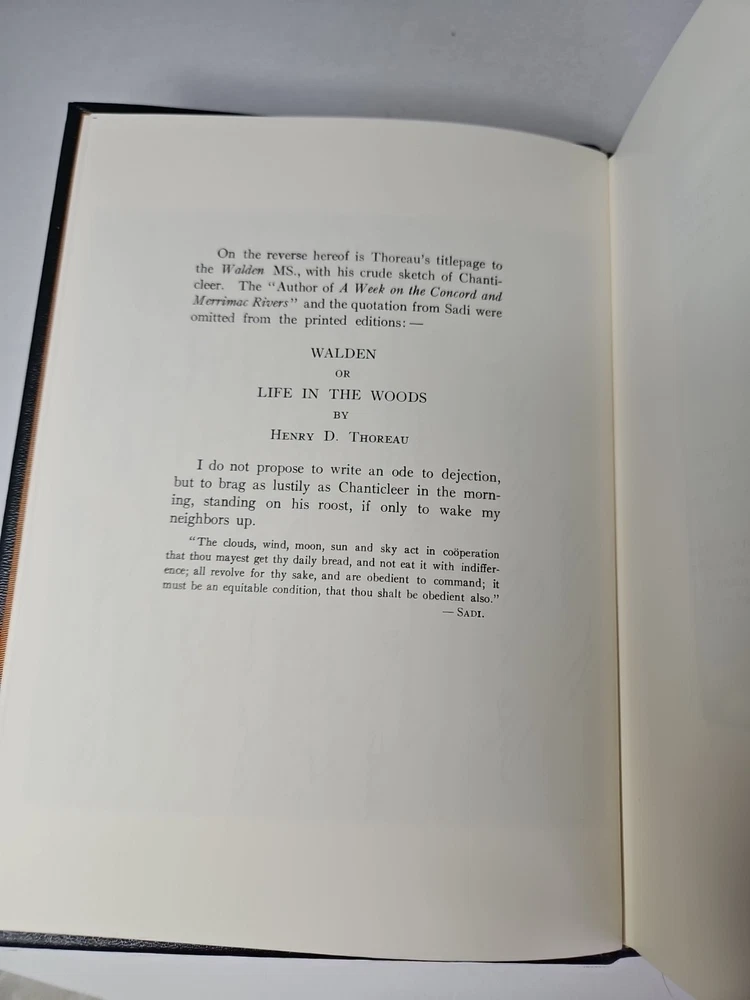 On the reverse hereof is Thoreau's titlepage to
the Walden MS., with his crude sketch of Chanti-
cleer. The "Author of A Week on the Concord and
Merrimac Rivers" and the quotation from Sadi were
omitted from the printed editions: —
WALDEN
OR
LIFE IN THE WOODS
BY
HENRY D. THOREAU
I do not propose to write an ode to dejection,
but to brag as lustily as Chanticleer in the morn-
ing, standing on his roost, if only to wake my
neighbors up.
"The clouds, wind, moon, sun and sky act in coöperation
that thou mayest get thy daily bread, and not eat it with indiffer-
ence; all revolve for thy sake, and are obedient to command; it
must be an equitable condition, that thou shalt be obedient also."
— SADI.